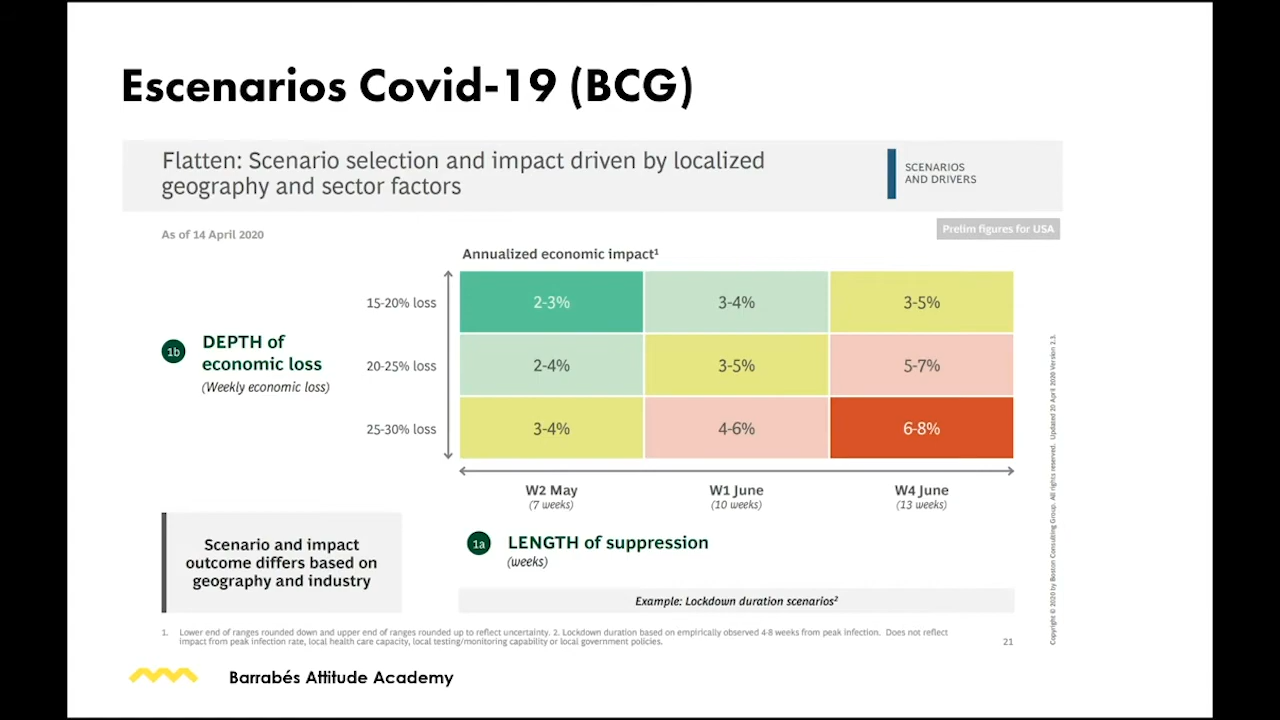 Escenarios Covid-19 (BCG)
Flatten: Scenario selection and impact driven by localized
geography and sector factors
SCENARIOS
AND DRIVERS
As of 14 April 2020
Prelim figures for USA
Annualized economic impact¹
15-20% loss
2-3%
3-4%
3-5%
1b
DEPTH of
economic loss
(Weekly economic loss)
20-25% loss
2-4%
3-5%
5-7%
25-30% loss
3-4%
4-6%
6-8%
W2 May
(7 weeks)
W1 June
(10 weeks)
W4 June
(13 weeks)
1a
LENGTH of suppression
(weeks)
Scenario and impact
outcome differs based on
geography and industry
Example: Lockdown duration scenarios²
1. Lower end of ranges rounded down and upper end of ranges rounded up to reflect uncertainty. 2. Lockdown duration based on empirically observed 4-8 weeks from peak infection. Does not reflect
impact from peak infection rate, local health care capacity, local testing/monitoring capability or local government policies.
21
Copyright © 2020 by Boston Consulting Group. All rights reserved. Updated 20 April 2020 Version 2.3.
Barrabés Attitude Academy